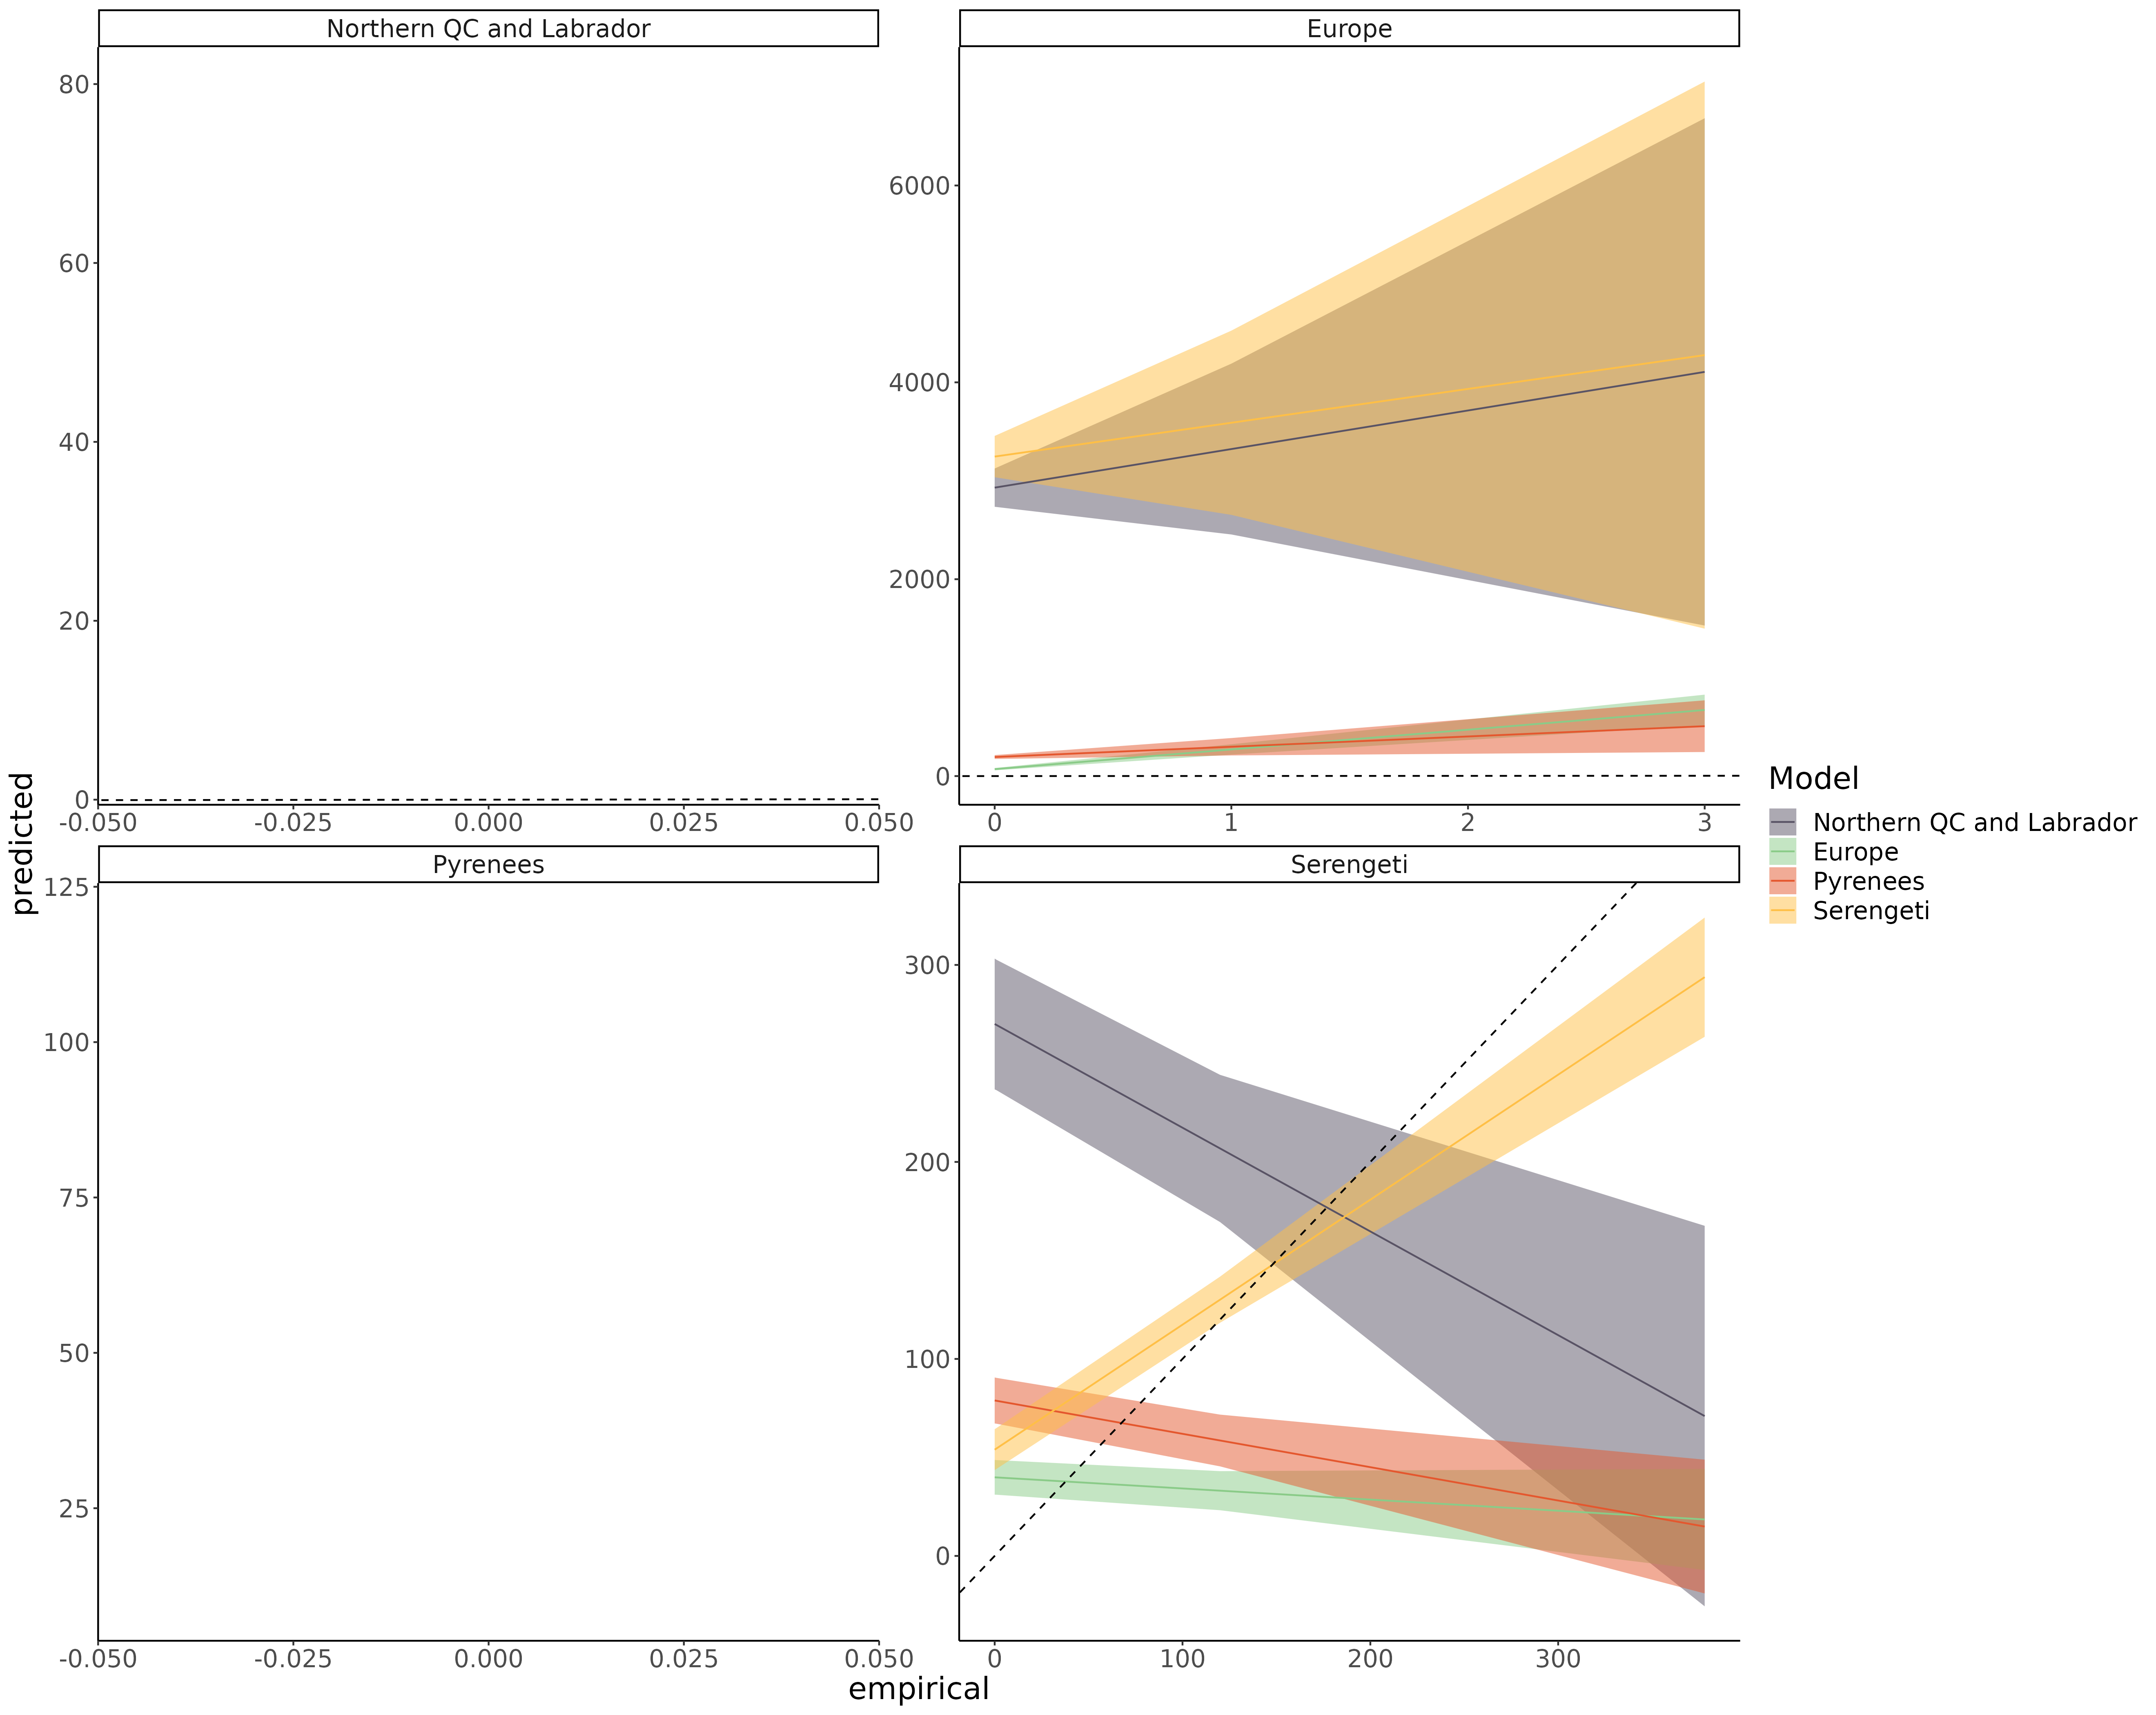 Northern QC and Labrador
Europe
80
60
40
20
0
-0.050 -0.025 0.000 0.025 0.050
6000
4000
2000
0
0 1 2 3
Pyrenees
Serengeti
125
100
75
50
25
-0.050 -0.025 0.000 0.025 0.050
300
200
100
0
0 100 200 300
predicted
empirical
Model
Northern QC and Labrador
Europe
Pyrenees
Serengeti